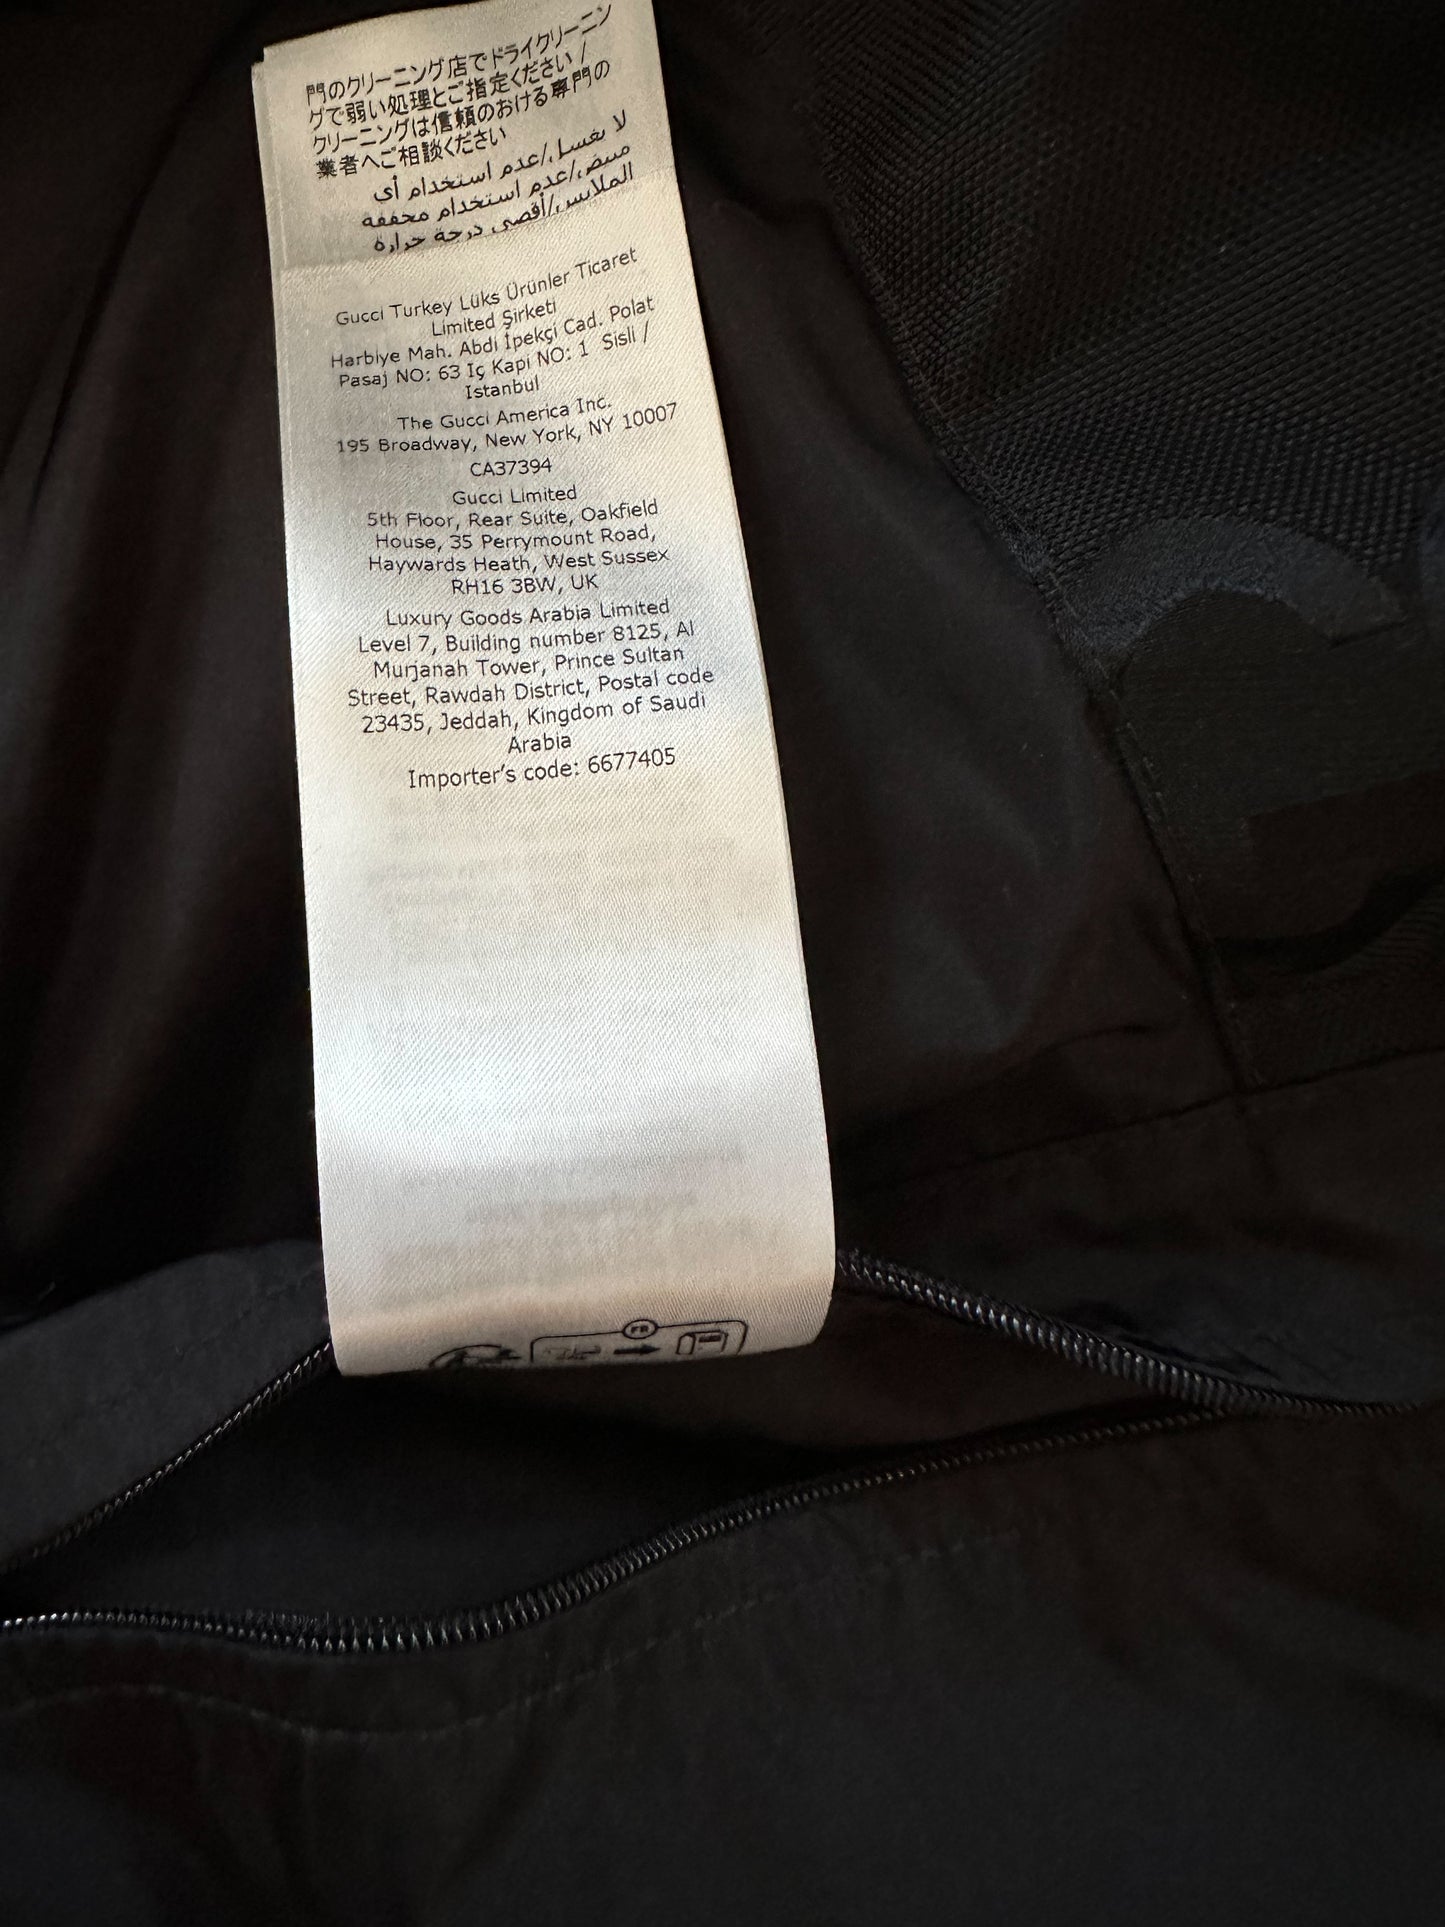 門のクリーニング店でドライクリーニン
グで弱い処理とご指定ください /
クリーニングは信頼のおける専門の
業者へご相談ください
لا يغسل/عدم استخدام أي
مبيض/عدم استخدام مجففة
الملابس/أقصى درجة حرارة
Gucci Turkey Lüks Ürünler Ticaret
Limited Şirketi
Harbiye Mah. Abdi İpekçi Cad. Polat
Pasaj NO: 63 Iç Kapi NO: 1 Sisli /
Istanbul
The Gucci America Inc.
195 Broadway, New York, NY 10007
CA37394
Gucci Limited
5th Floor, Rear Suite, Oakfield
House, 35 Perrymount Road,
Haywards Heath, West Sussex
RH16 3BW, UK
Luxury Goods Arabia Limited
Level 7, Building number 8125, Al
Murjanah Tower, Prince Sultan
Street, Rawdah District, Postal code
23435, Jeddah, Kingdom of Saudi
Arabia
Importer's code: 6677405
FR